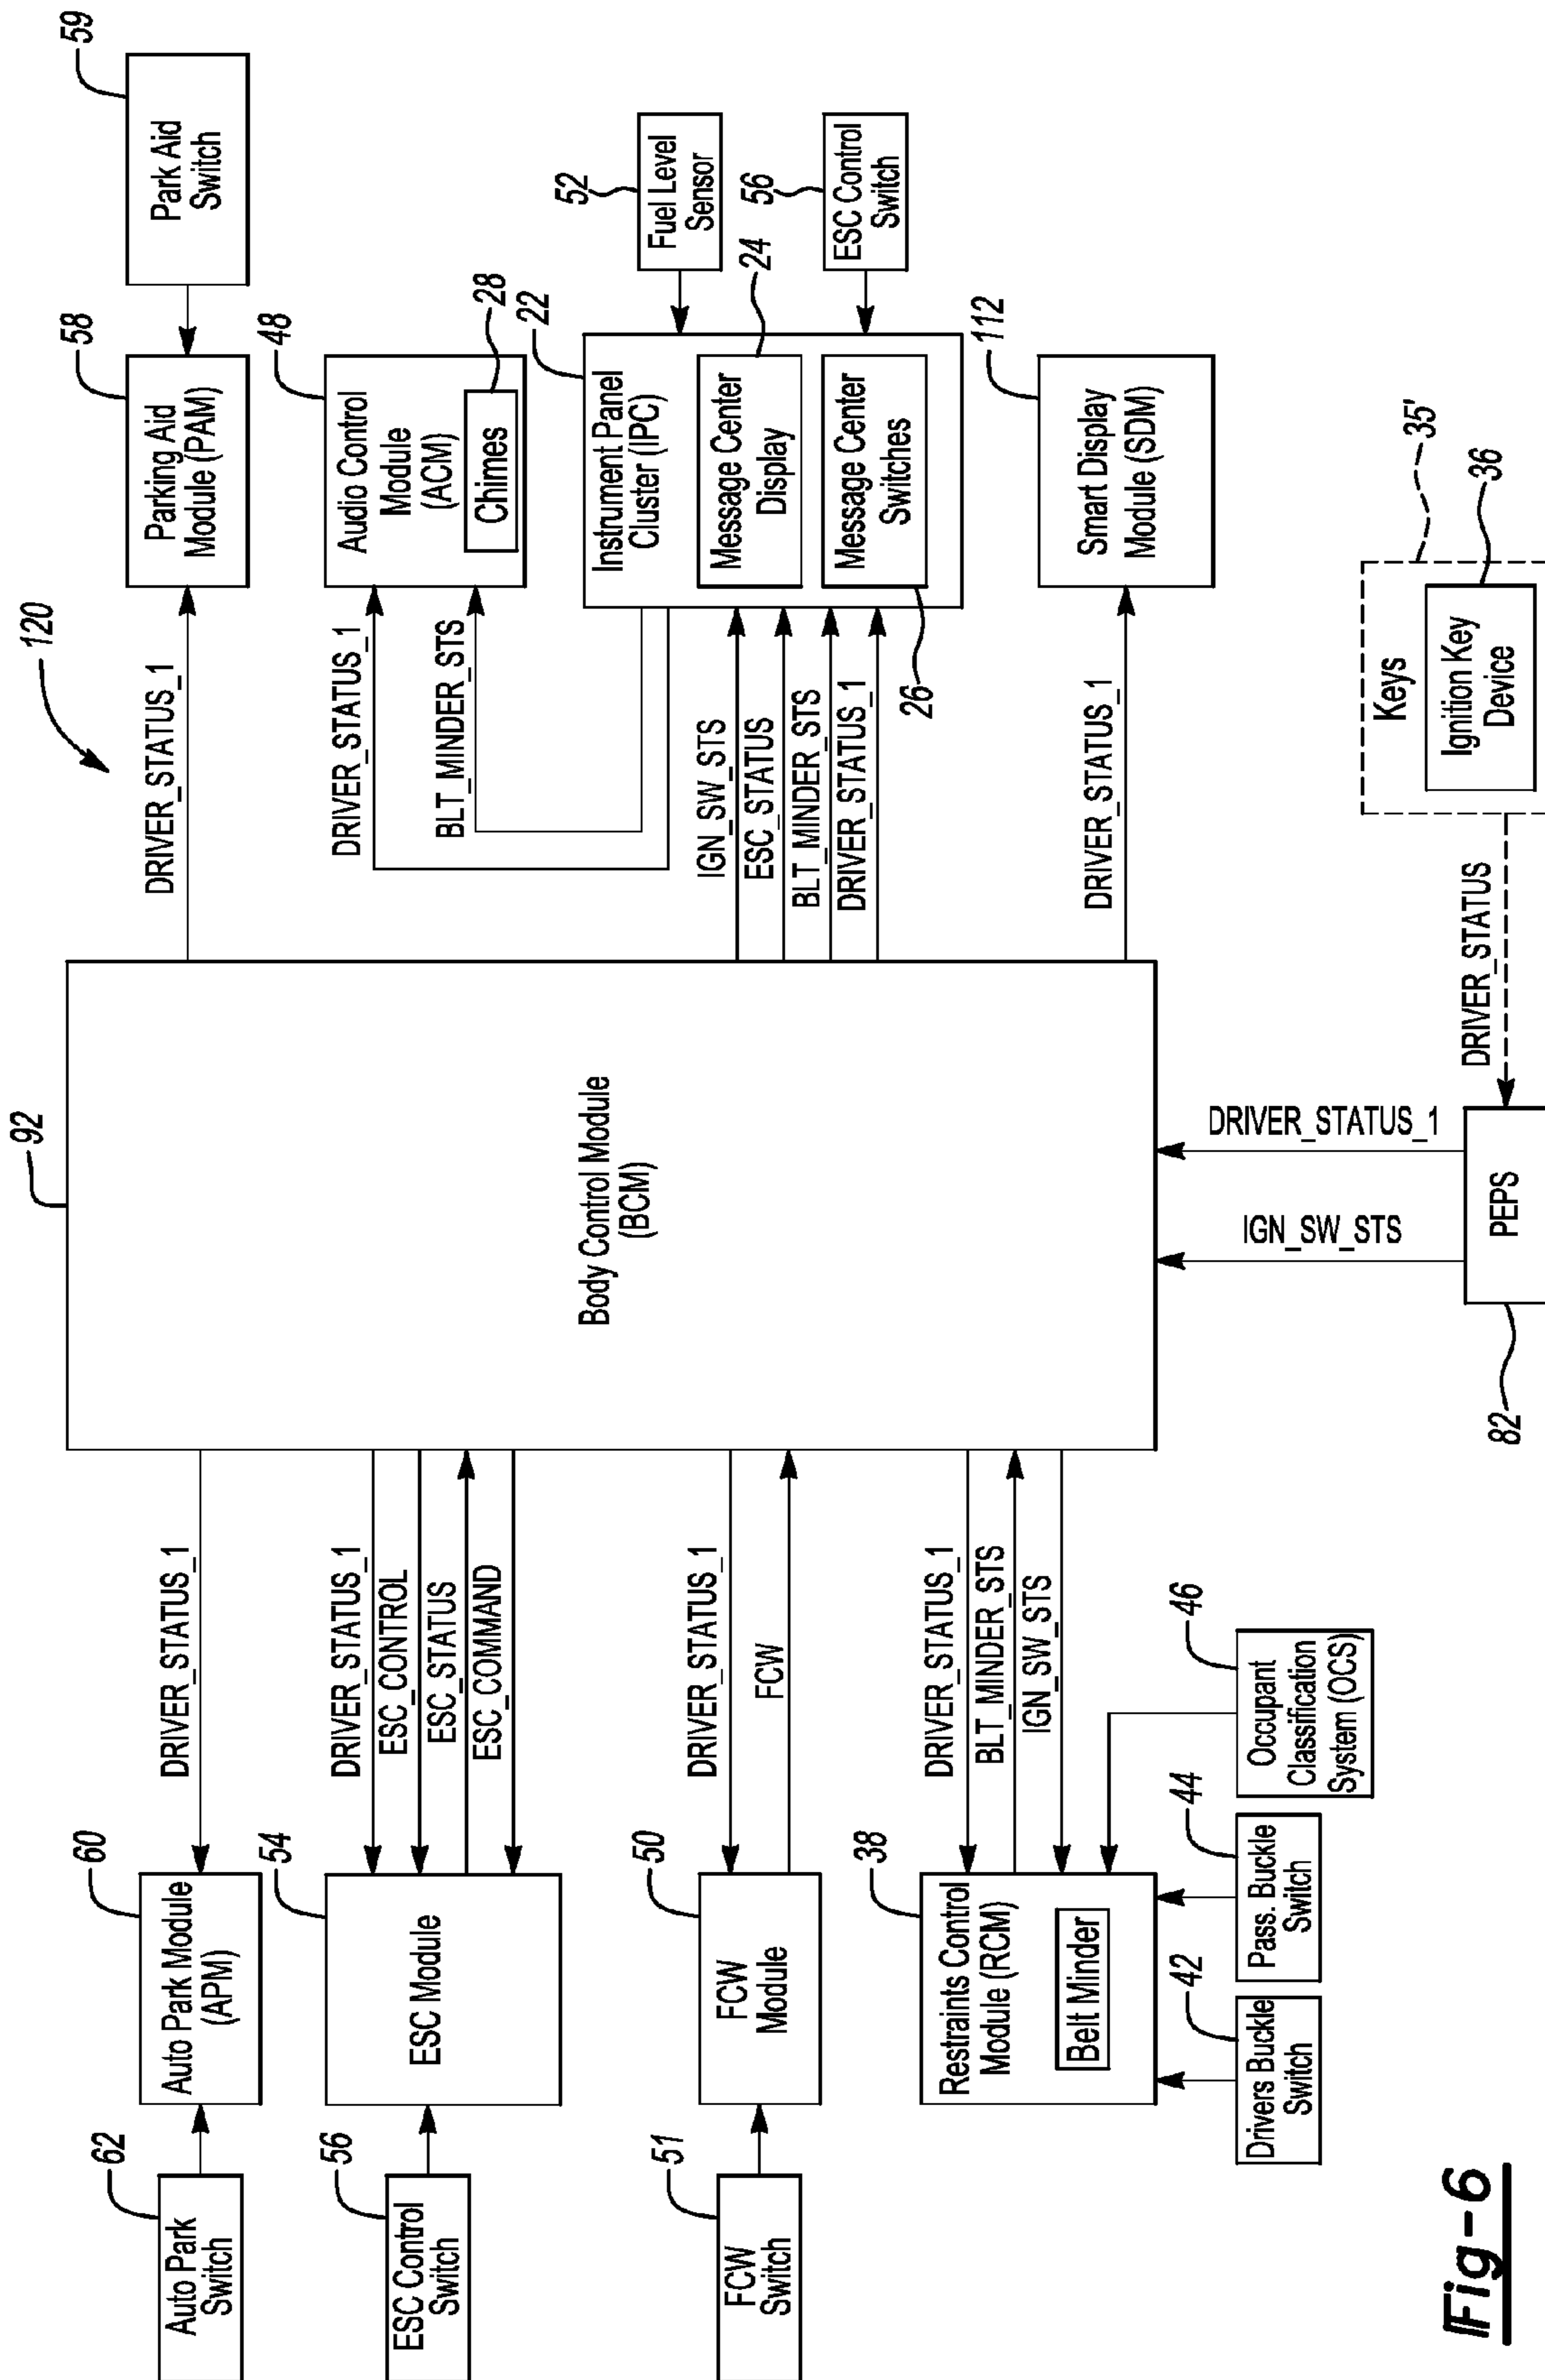 120
62
Auto Park
Switch
60
Auto Park Module
(APM)
DRIVER_STATUS_1
92
Body Control Module
(BCM)
DRIVER_STATUS_1
58
Parking Aid
Module (PAM)
59
Park Aid
Switch
56
ESC Control
Switch
54
ESC Module
DRIVER_STATUS_1
ESC_CONTROL
ESC_STATUS
ESC_COMMAND
DRIVER_STATUS_1
BLT_MINDER_STS
48
Audio Control
Module
(ACM)
Chimes
28
51
FCW
Switch
50
FCW
Module
DRIVER_STATUS_1
FCW
IGN_SW_STS
ESC_STATUS
BLT_MINDER_STS
DRIVER_STATUS_1
22
Instrument Panel
Cluster (IPC)
Message Center
Display
24
Message Center
Switches
26
52
Fuel Level
Sensor
56
ESC Control
Switch
38
Restraints Control
Module (RCM)
Belt Minder
DRIVER_STATUS_1
BLT_MINDER_STS
IGN_SW_STS
DRIVER_STATUS_1
112
Smart Display
Module (SDM)
42
Drivers Buckle
Switch
44
Pass. Buckle
Switch
46
Occupant
Classification
System (OCS)
IGN_SW_STS
DRIVER_STATUS_1
82
PEPS
DRIVER_STATUS
35'
Keys
Ignition Key
Device
36
Fig-6